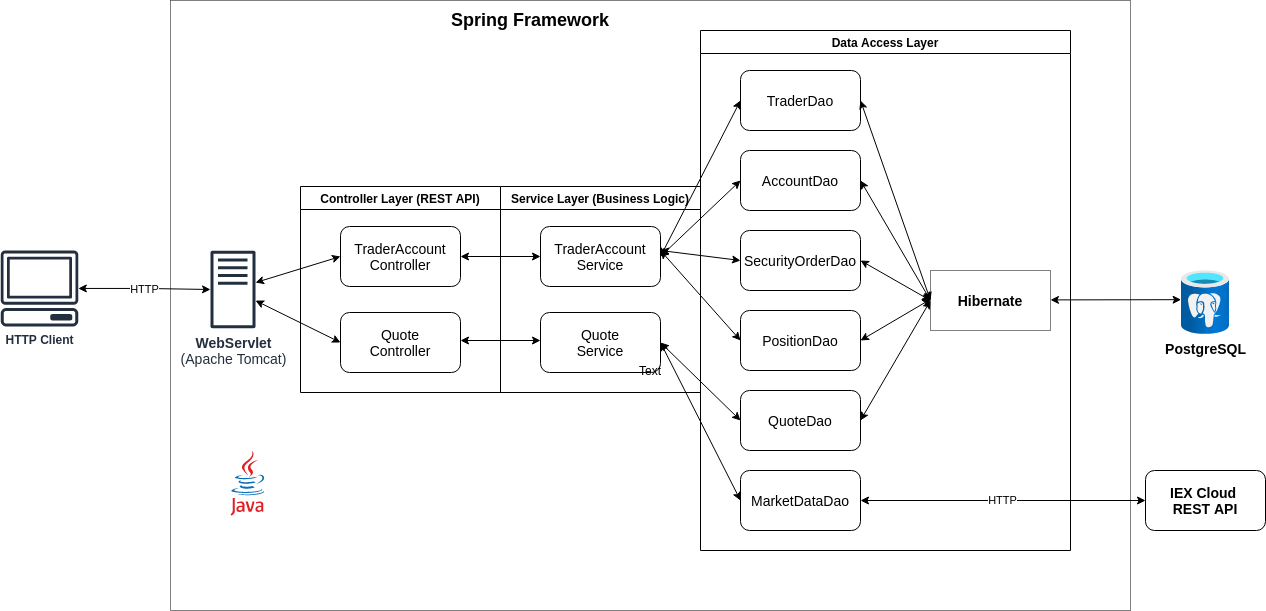 Spring Framework
Data Access Layer
TraderDao
AccountDao
Controller Layer (REST API)
Service Layer (Business Logic)
TraderAccount
Controller
TraderAccount
Service
SecurityOrderDao
HTTP
HTTP Client
WebServlet
(Apache Tomcat)
Quote
Controller
Quote
Service
Text
PositionDao
Hibernate
PostgreSQL
QuoteDao
Java
MarketDataDao
HTTP
IEX Cloud
REST API